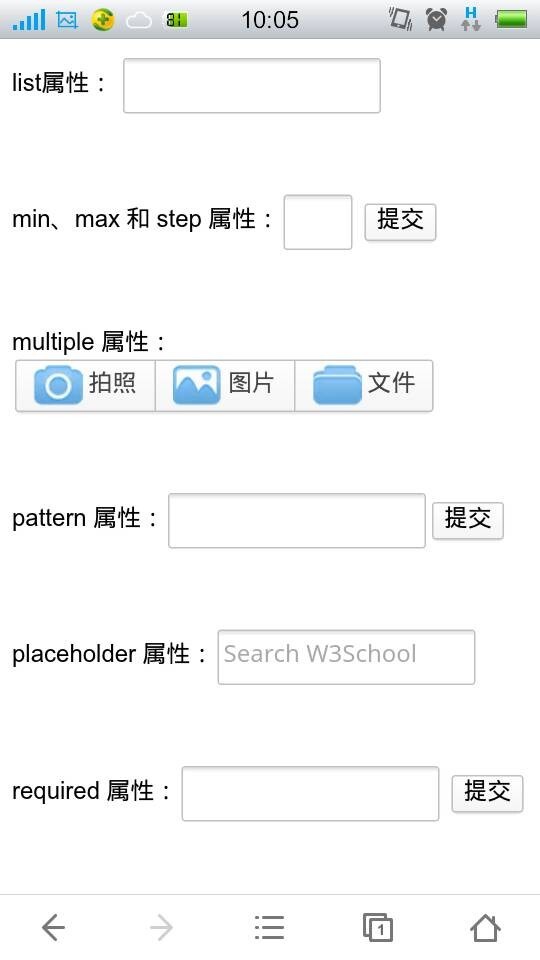 81 10:05 H
list属性：
min、max 和 step 属性： 提交
multiple 属性：
拍照 图片 文件
pattern 属性： 提交
placeholder 属性： Search W3School
required 属性： 提交
1